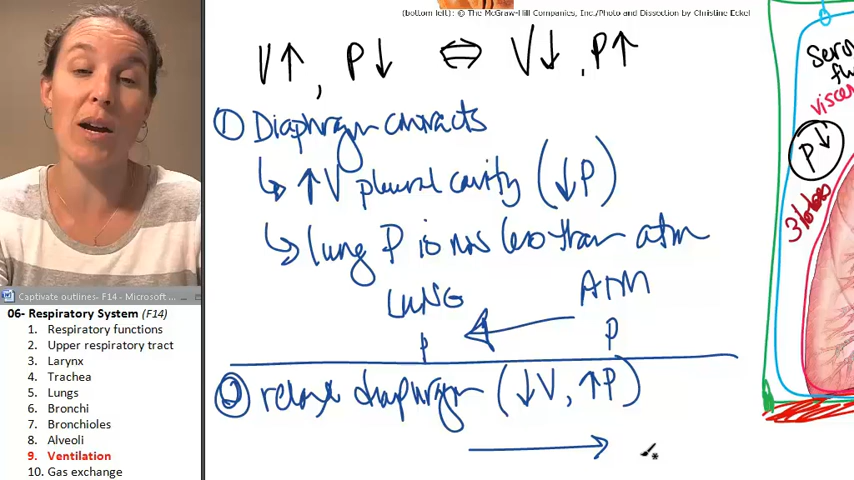 (bottom left): © The McGraw-Hill Companies, Inc./Photo and Dissection by Christine Eckel
V↑, P↓ ⇔ V↓, P↑
① Diaphragm contracts
↳ ↑V pleural cavity (↓P)
↳ lung P is now less than atm
LUNG ← ATM
P P
② relax diaphragm (↓V, ↑P)
→
Sero
flu
viscer
P↓
3 lobes
Captivate outlines- F14 - Microsoft ...
06- Respiratory System (F14)
1. Respiratory functions
2. Upper respiratory tract
3. Larynx
4. Trachea
5. Lungs
6. Bronchi
7. Bronchioles
8. Alveoli
9. Ventilation
10. Gas exchange